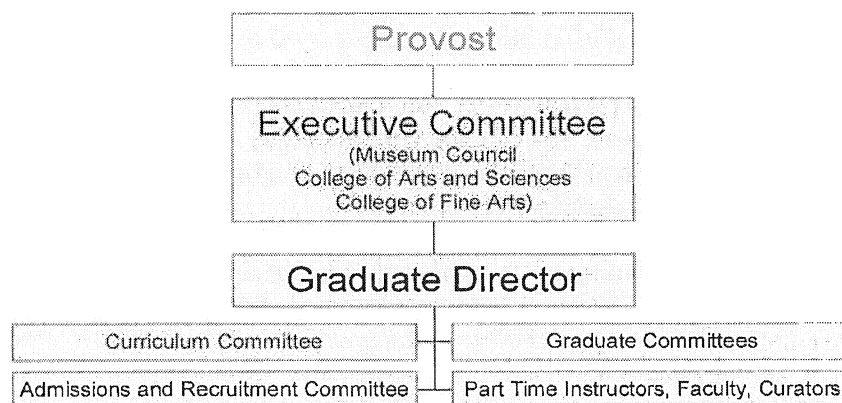 Provost
Executive Committee
(Museum Council
College of Arts and Sciences
College of Fine Arts)
Graduate Director
Curriculum Committee
Graduate Committees
Admissions and Recruitment Committee
Part Time Instructors, Faculty, Curators